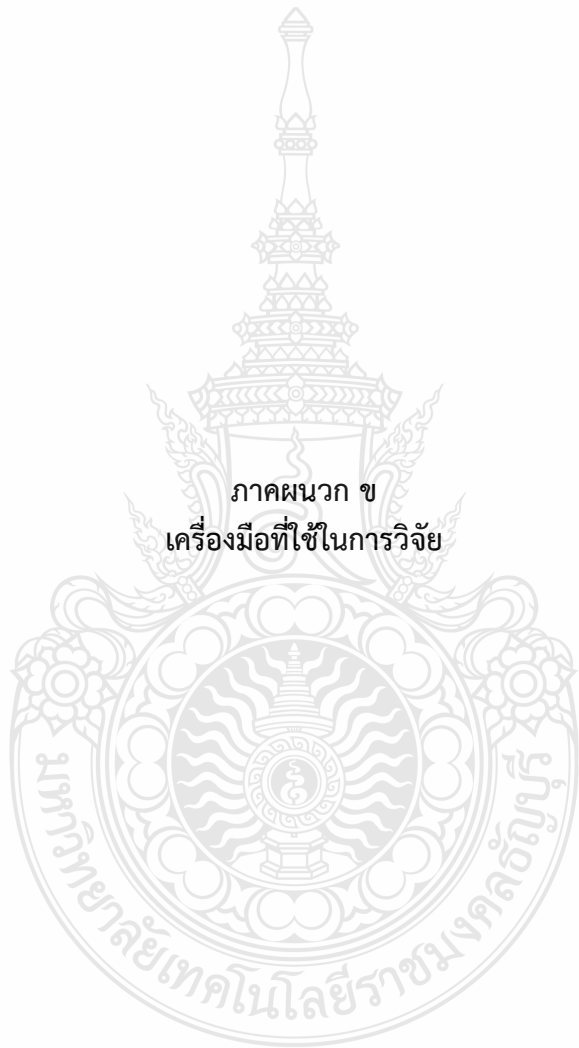 ภาคผนวก ข
เครื่องมือที่ใช้ในการวิจัย
มหาวิทยาลัยเทคโนโลยีราชมงคลธัญบุรี